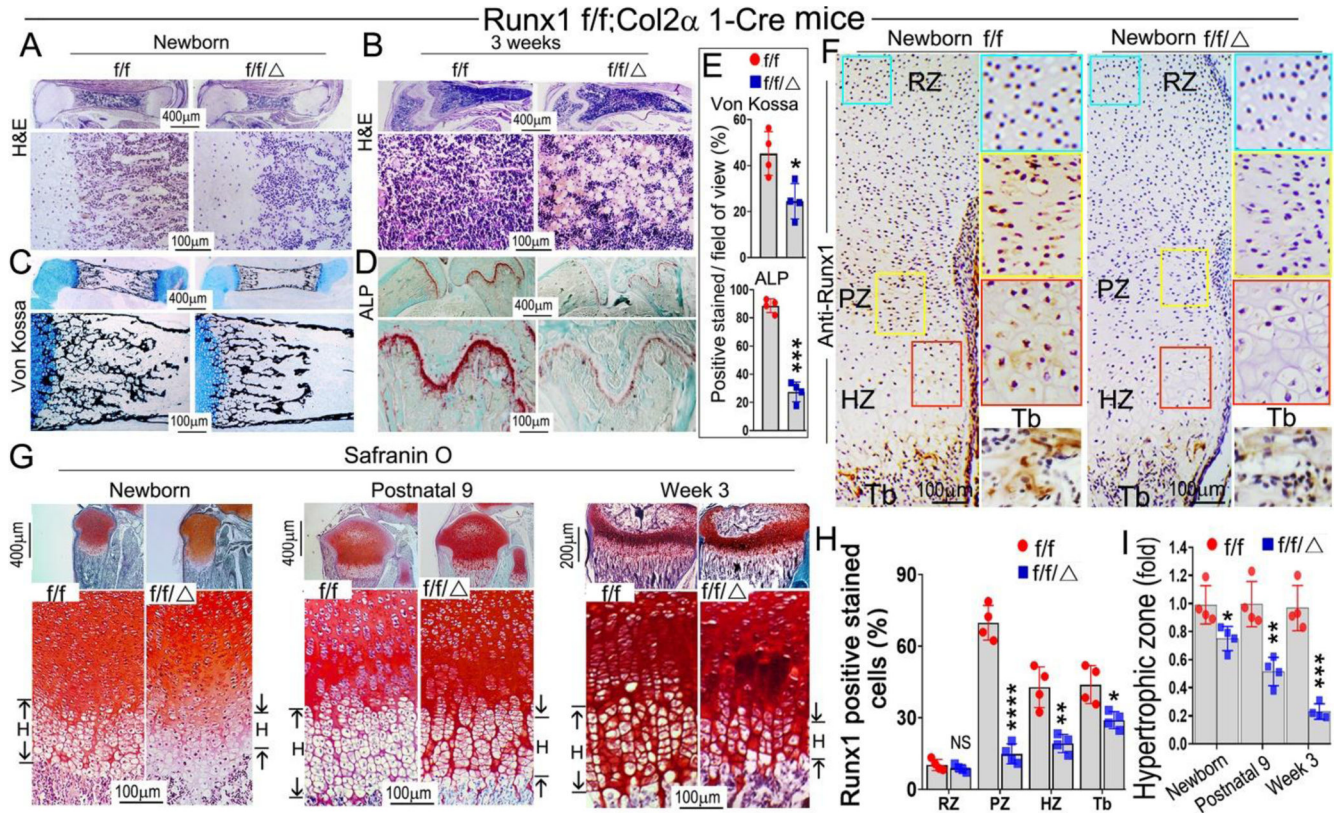 Runx1 f/f;Col2α 1-Cre mice
A
Newborn
f/f
f/f/△
H&E
400μm
100μm
B
3 weeks
f/f
f/f/△
H&E
400μm
100μm
C
Von Kossa
400μm
100μm
D
ALP
400μm
100μm
E
f/f
f/f/△
Positive stained/ field of view (%)
Von Kossa
60
40
20
0
*
ALP
100
80
60
40
20
0
***
F
Newborn f/f
Newborn f/f/△
Anti-Runx1
RZ
PZ
HZ
Tb
Tb
100μm
RZ
PZ
HZ
Tb
Tb
100μm
G
Safranin O
Newborn
Postnatal 9
Week 3
400μm
f/f
f/f/△
H
H
100μm
400μm
f/f
f/f/△
H
H
100μm
200μm
f/f
f/f/△
H
H
100μm
H
f/f
f/f/△
Runx1 positive stained
cells (%)
90
60
30
0
NS
****
**
*
RZ
PZ
HZ
Tb
I
f/f
f/f/△
Hypertrophic zone (fold)
1.4
1.2
1.0
0.8
0.6
0.4
0.2
0.0
*
**
***
Newborn
Postnatal 9
Week 3